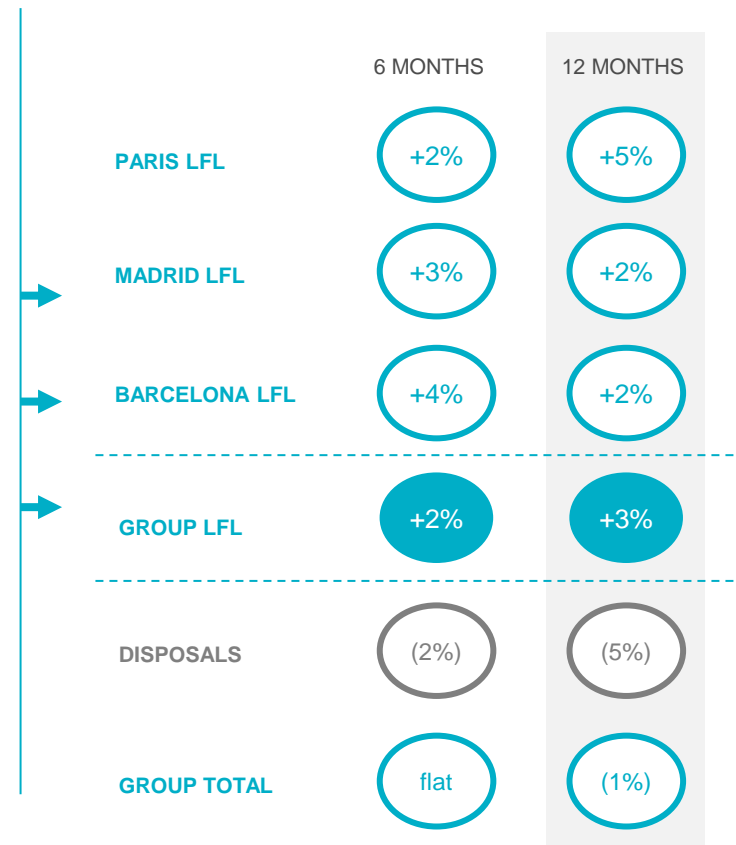 6 MONTHS 12 MONTHS
PARIS LFL +2% +5%
MADRID LFL +3% +2%
BARCELONA LFL +4% +2%
GROUP LFL +2% +3%
DISPOSALS (2%) (5%)
GROUP TOTAL flat (1%)